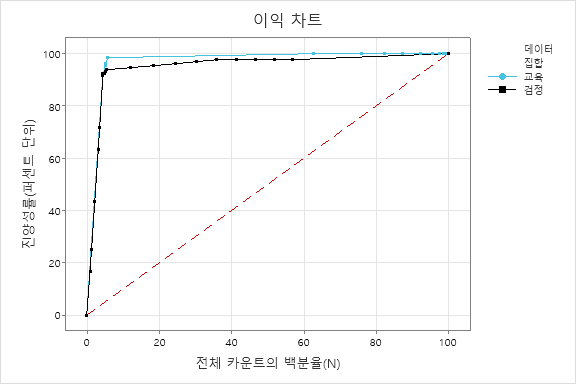 이익 차트
데이터
집합
교육
검정
진양성률(퍼센트 단위)
100
80
60
40
20
0
0
20
40
60
80
100
전체 카운트의 백분율(N)